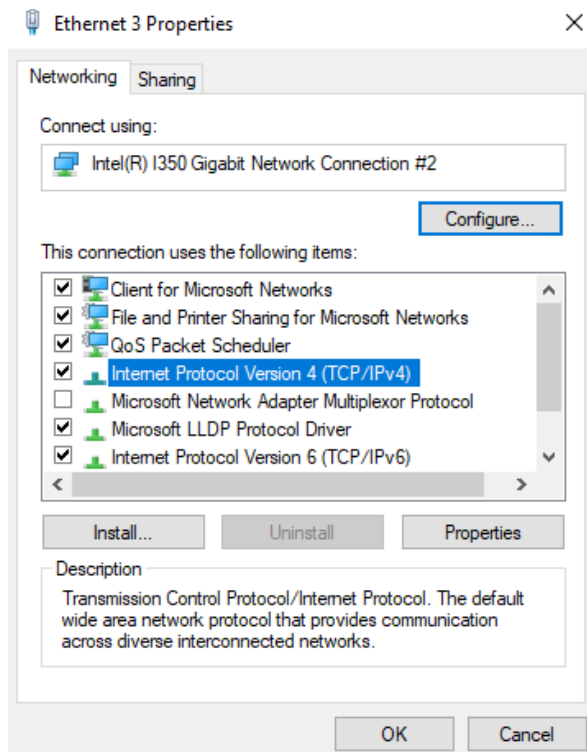 Ethernet 3 Properties
Networking
Sharing
Connect using:
Intel(R) I350 Gigabit Network Connection #2
Configure...
This connection uses the following items:
Client for Microsoft Networks
File and Printer Sharing for Microsoft Networks
QoS Packet Scheduler
Internet Protocol Version 4 (TCP/IPv4)
Microsoft Network Adapter Multiplexor Protocol
Microsoft LLDP Protocol Driver
Internet Protocol Version 6 (TCP/IPv6)
Install...
Uninstall
Properties
Description
Transmission Control Protocol/Internet Protocol. The default
wide area network protocol that provides communication
across diverse interconnected networks.
OK
Cancel